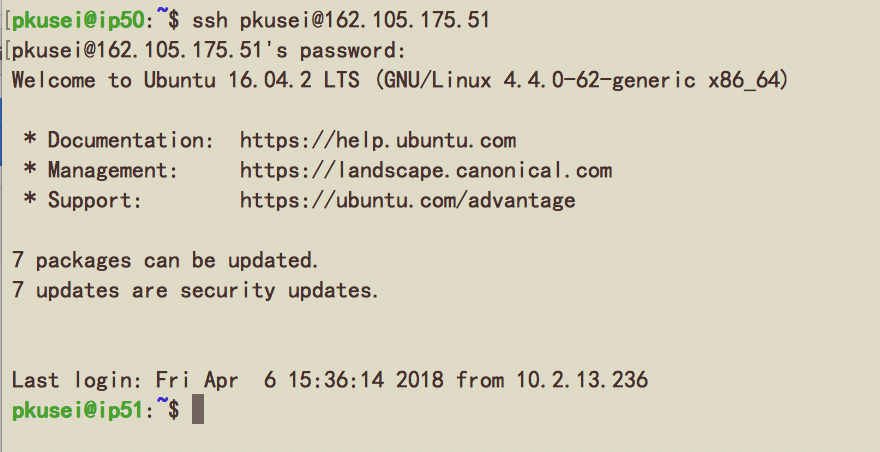 [pkusei@ip50:~$ ssh pkusei@162.105.175.51
[pkusei@162.105.175.51's password:
Welcome to Ubuntu 16.04.2 LTS (GNU/Linux 4.4.0-62-generic x86_64)
* Documentation:  https://help.ubuntu.com
* Management:     https://landscape.canonical.com
* Support:        https://ubuntu.com/advantage
7 packages can be updated.
7 updates are security updates.
Last login: Fri Apr  6 15:36:14 2018 from 10.2.13.236
pkusei@ip51:~$